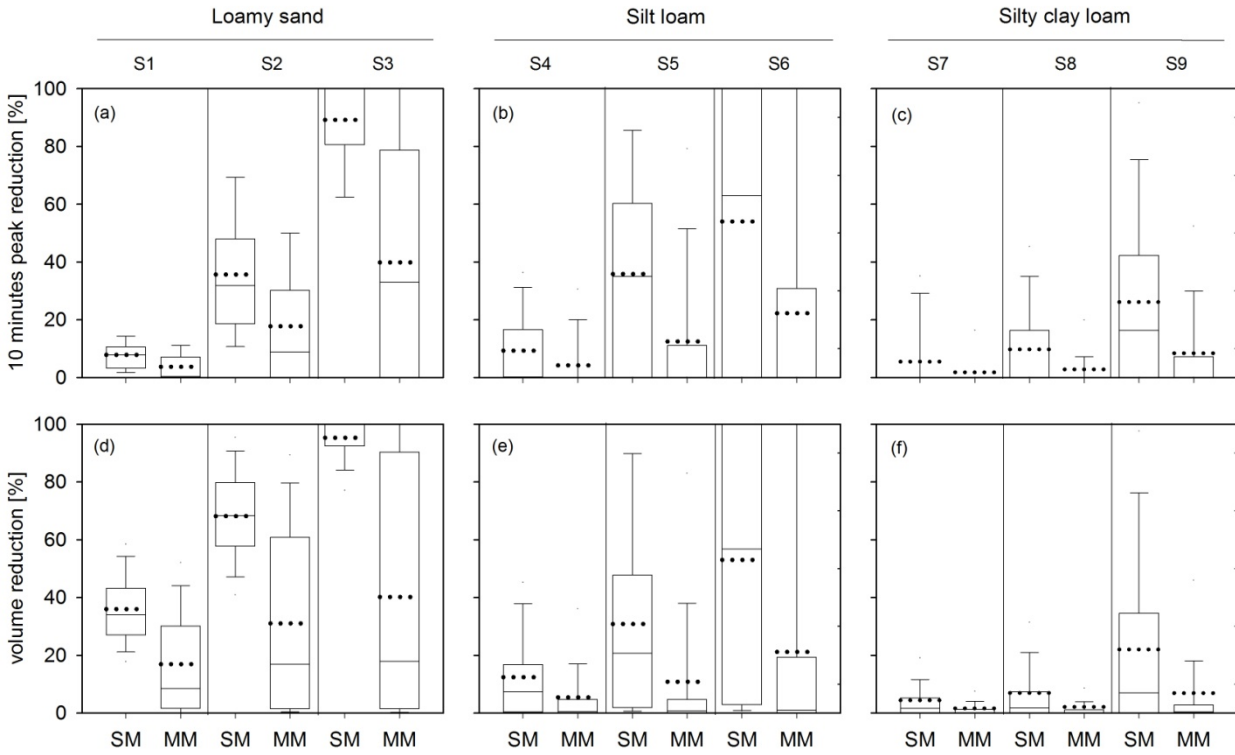 Loamy sand Silt loam Silty clay loam
S1 S2 S3 S4 S5 S6 S7 S8 S9
10 minutes peak reduction [%]
100
80
60
40
20
0
(a) (b) (c)
volume reduction [%]
100
80
60
40
20
0
(d) (e) (f)
SM MM SM MM SM MM SM MM SM MM SM MM SM MM SM MM SM MM